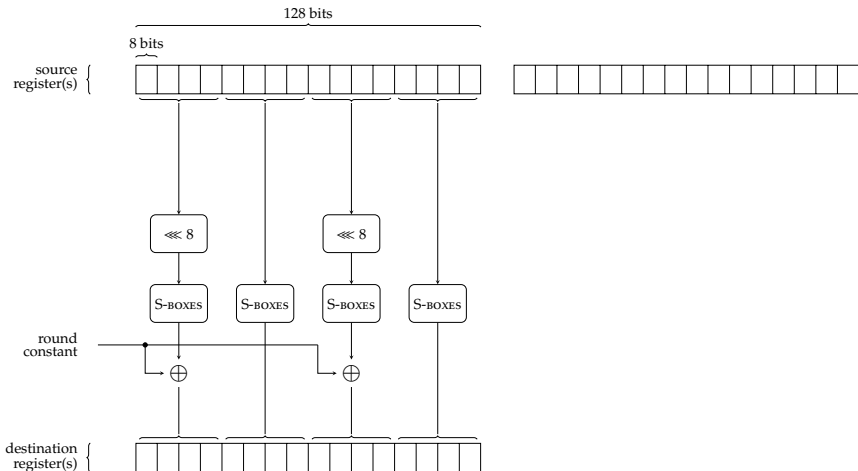 128 bits
8 bits
source
register(s)
⋘ 8
⋘ 8
S-BOXES
S-BOXES
S-BOXES
S-BOXES
round
constant
destination
register(s)